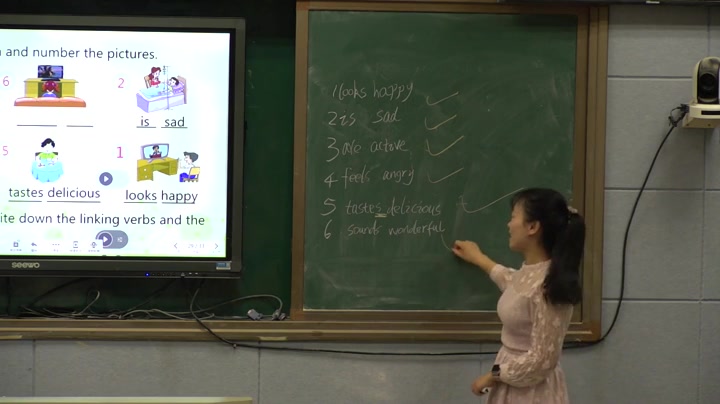 and number the pictures.
6
2
is sad
5
1
tastes delicious
looks happy
ite down the linking verbs and the
seewo
1 looks happy
2 is sad
3 are active
4 feels angry
5 tastes delicious
6 sounds wonderful